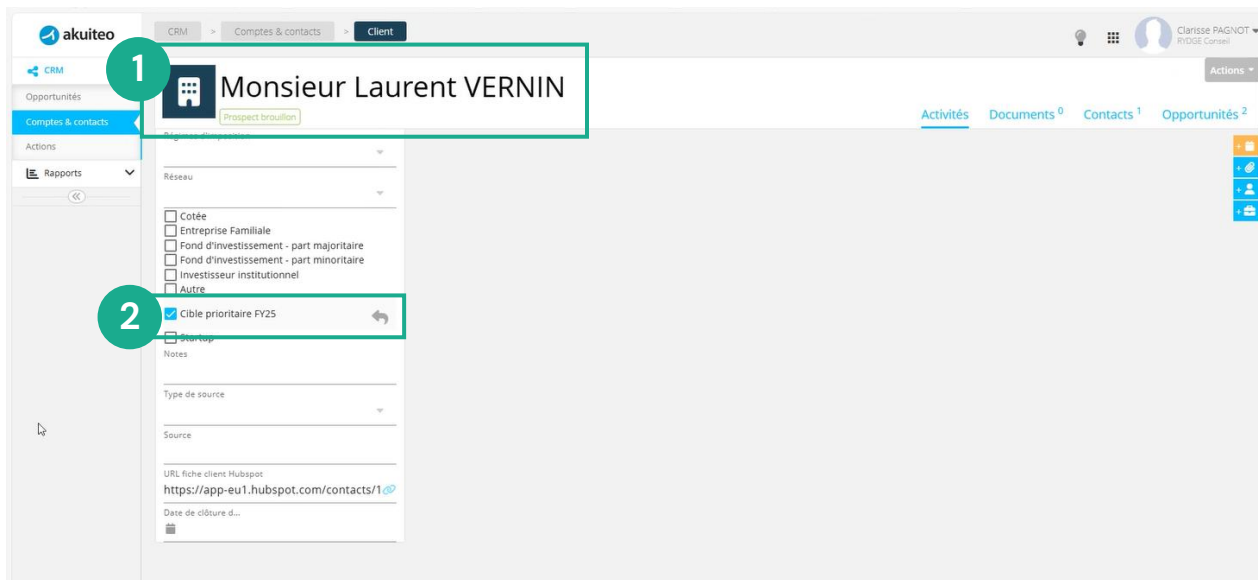 akuiteo
CRM > Comptes & contacts > Client
Clarisse PAGNOT
RYDGE Conseil
CRM
Opportunités
Comptes & contacts
Actions
Rapports
1
Monsieur Laurent VERNIN
Prospect brouillon
Actions
Activités Documents 0 Contacts 1 Opportunités 2
Régimes d'imposition
Réseau
Cotée
Entreprise Familiale
Fond d'investissement - part majoritaire
Fond d'investissement - part minoritaire
Investisseur institutionnel
Autre
2
Cible prioritaire FY25
Startup
Notes
Type de source
Source
URL fiche client Hubspot
https://app-eu1.hubspot.com/contacts/1
Date de clôture d...